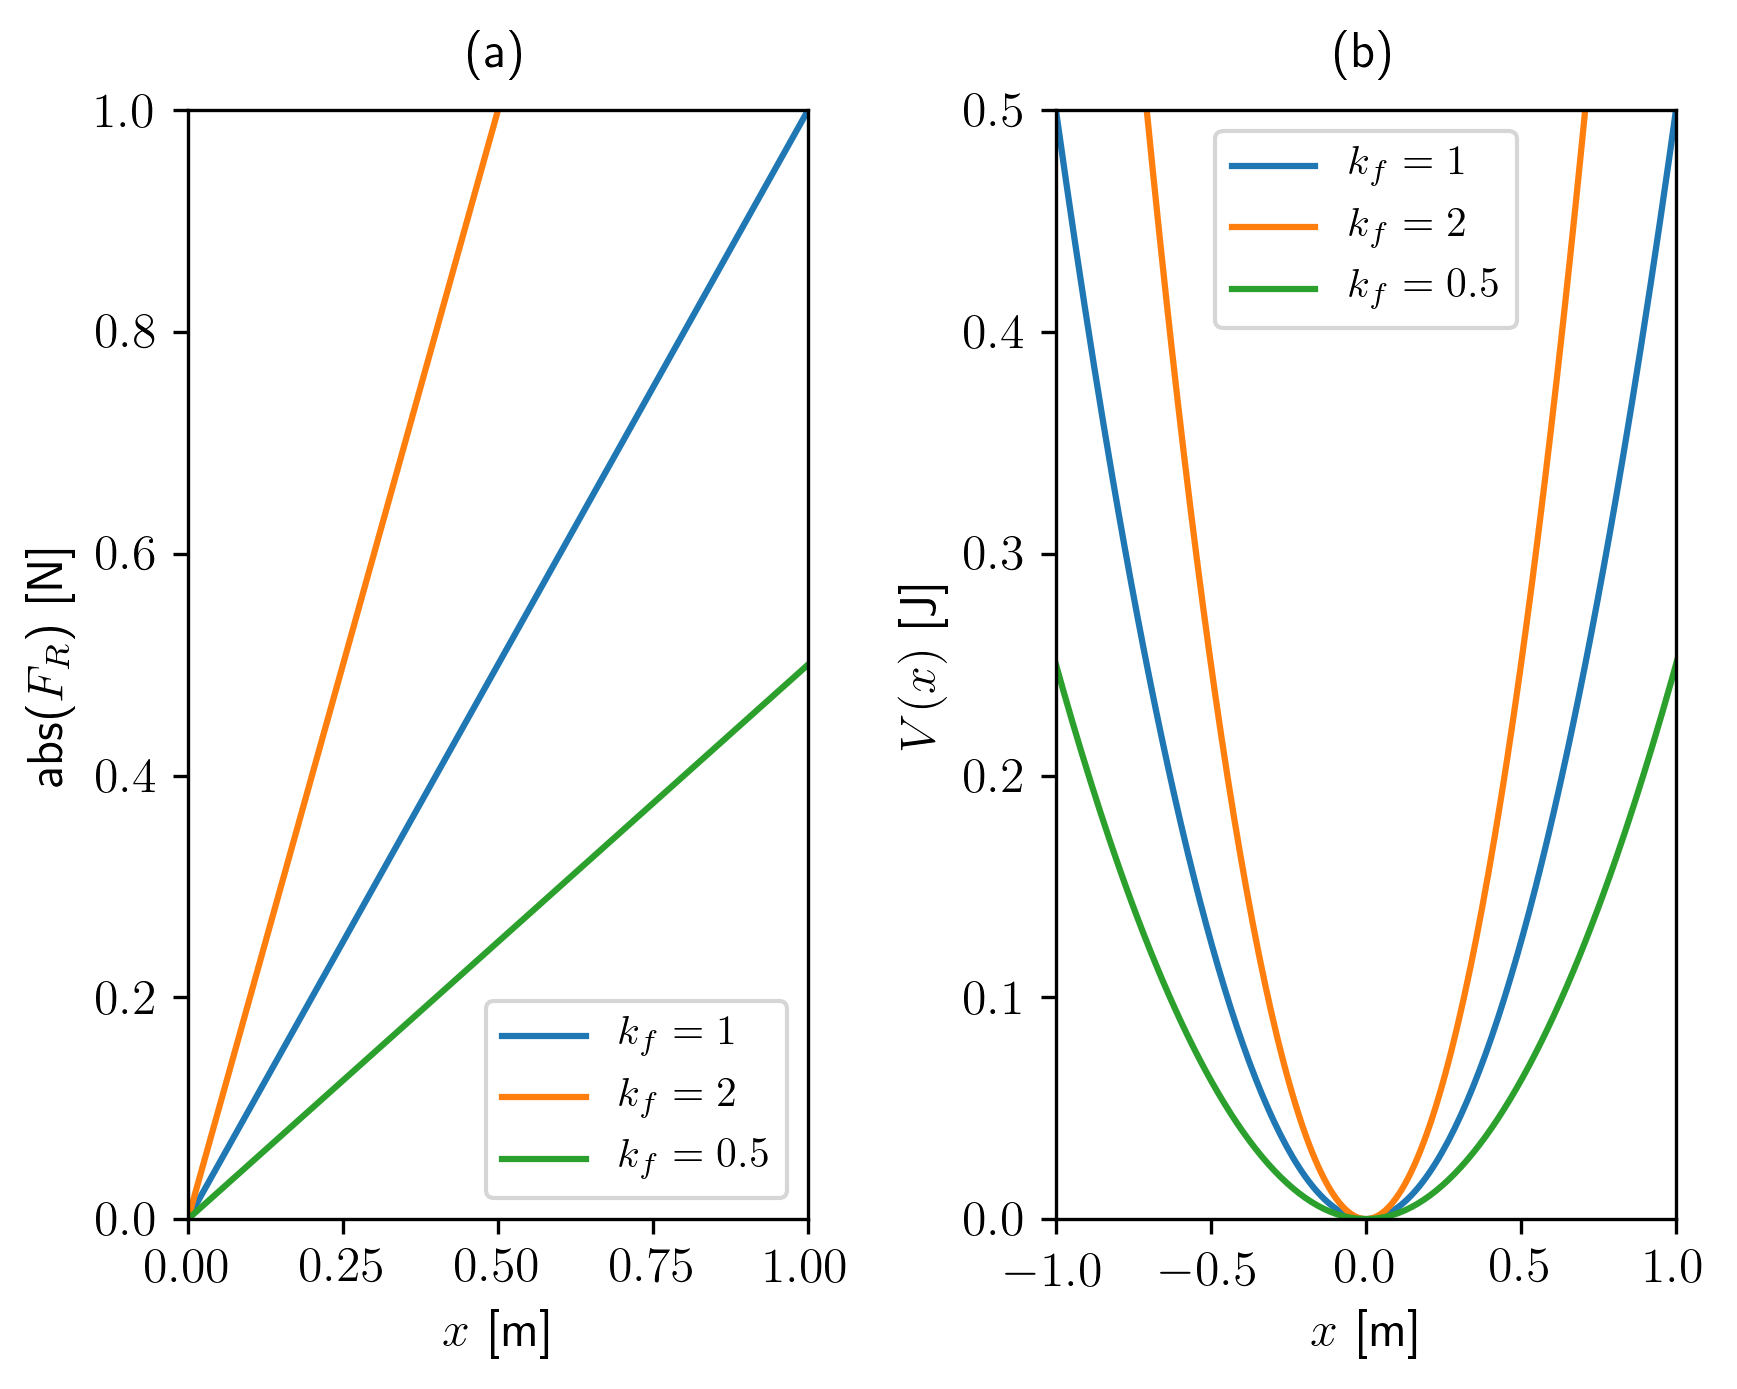 (a)
abs(F_R) [N]
1.0
0.8
0.6
0.4
0.2
0.0
0.00 0.25 0.50 0.75 1.00
x [m]
k_f = 1
k_f = 2
k_f = 0.5
(b)
V(x) [J]
0.5
0.4
0.3
0.2
0.1
0.0
−1.0 −0.5 0.0 0.5 1.0
x [m]
k_f = 1
k_f = 2
k_f = 0.5